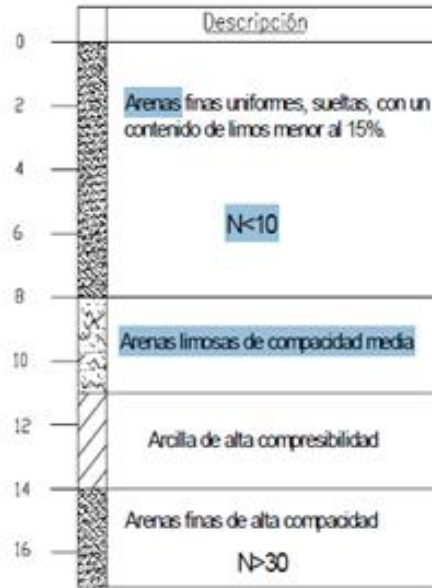 Descripción
0
2
Arenas finas uniformes, sueltas, con un
contenido de limos menor al 15%.
4
6
N<10
8
Arenas limosas de compacidad media
10
12
Arcilla de alta compresibilidad
14
Arenas finas de alta compacidad
16
N>30